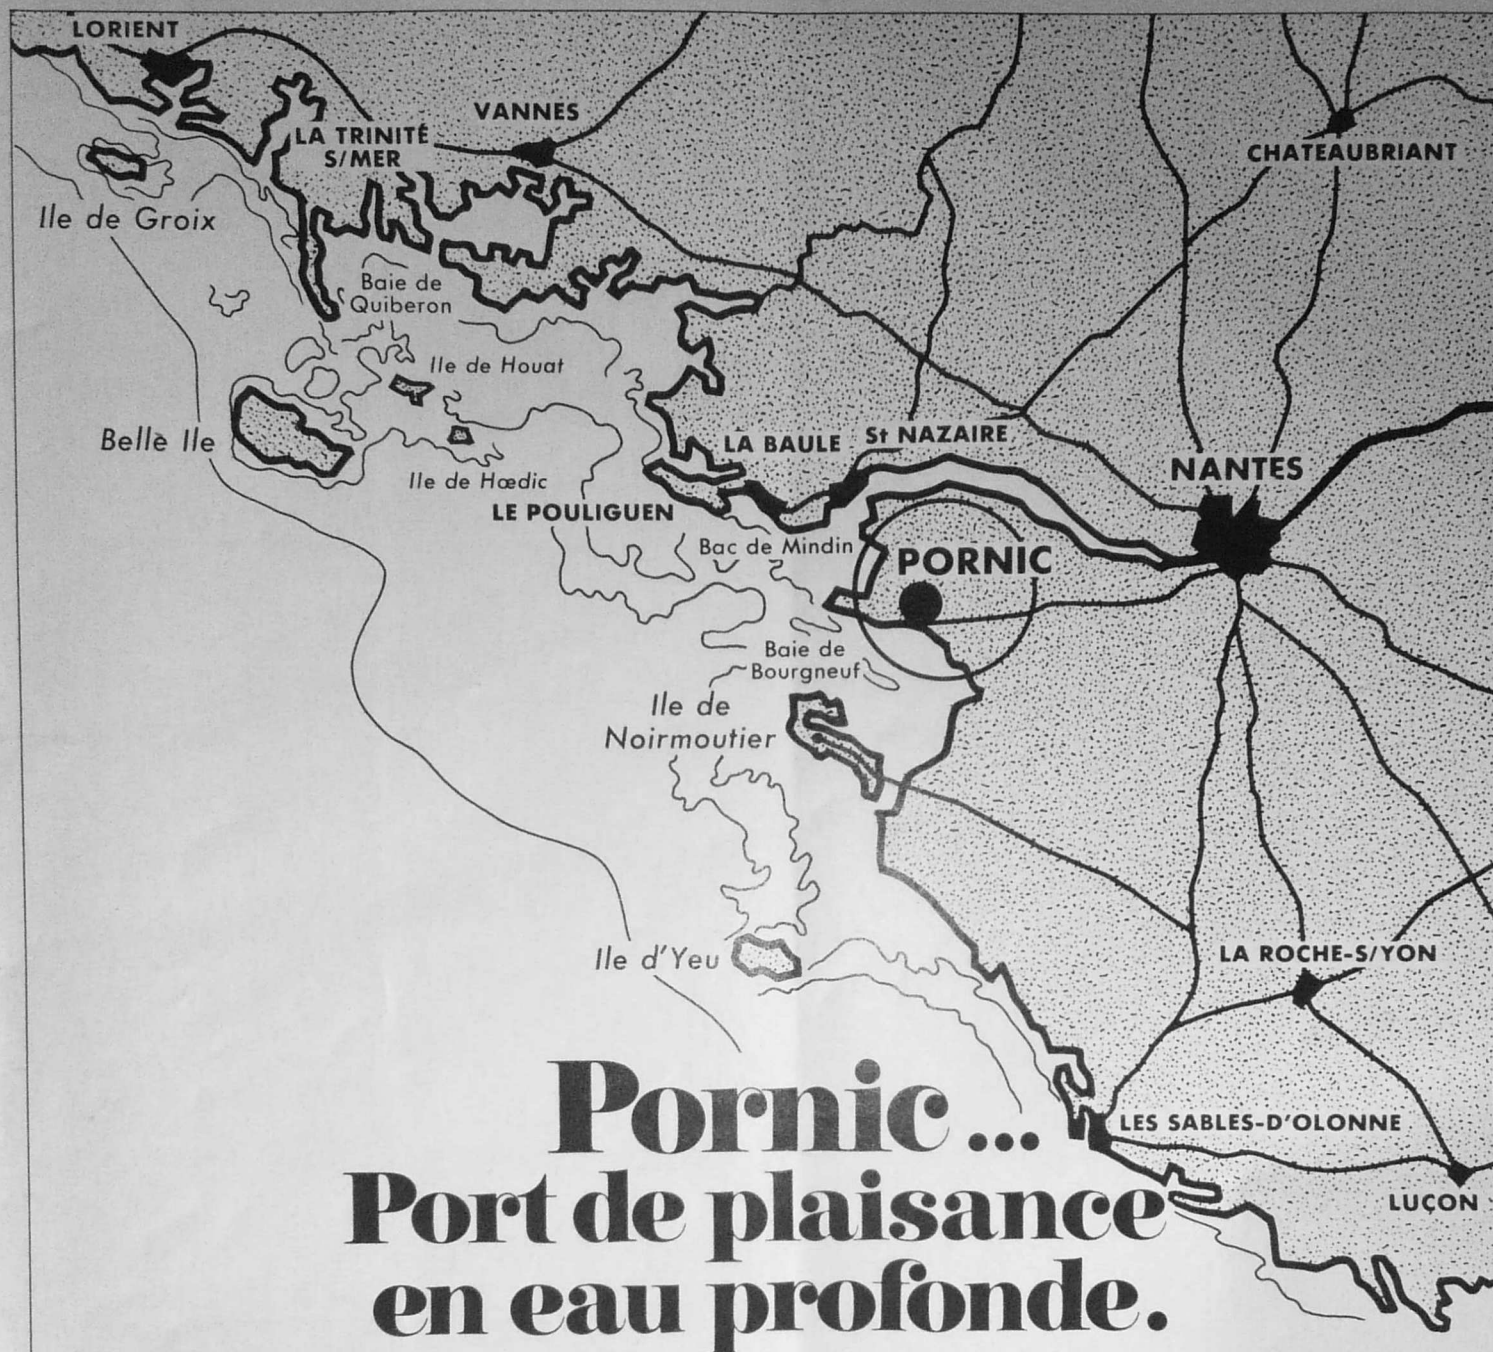 LORIENT
VANNES
LA TRINITÉ
S/MER
CHATEAUBRIANT
Ile de Groix
Baie de
Quiberon
Ile de Houat
Belle Ile
LA BAULE
St NAZAIRE
NANTES
Ile de Hœdic
LE POULIGUEN
Bac de Mindin
PORNIC
Baie de
Bourgneuf
Ile de
Noirmoutier
Ile d'Yeu
LA ROCHE-S/YON
LES SABLES-D'OLONNE
LUÇON
Pornic...
Port de plaisance
en eau profonde.